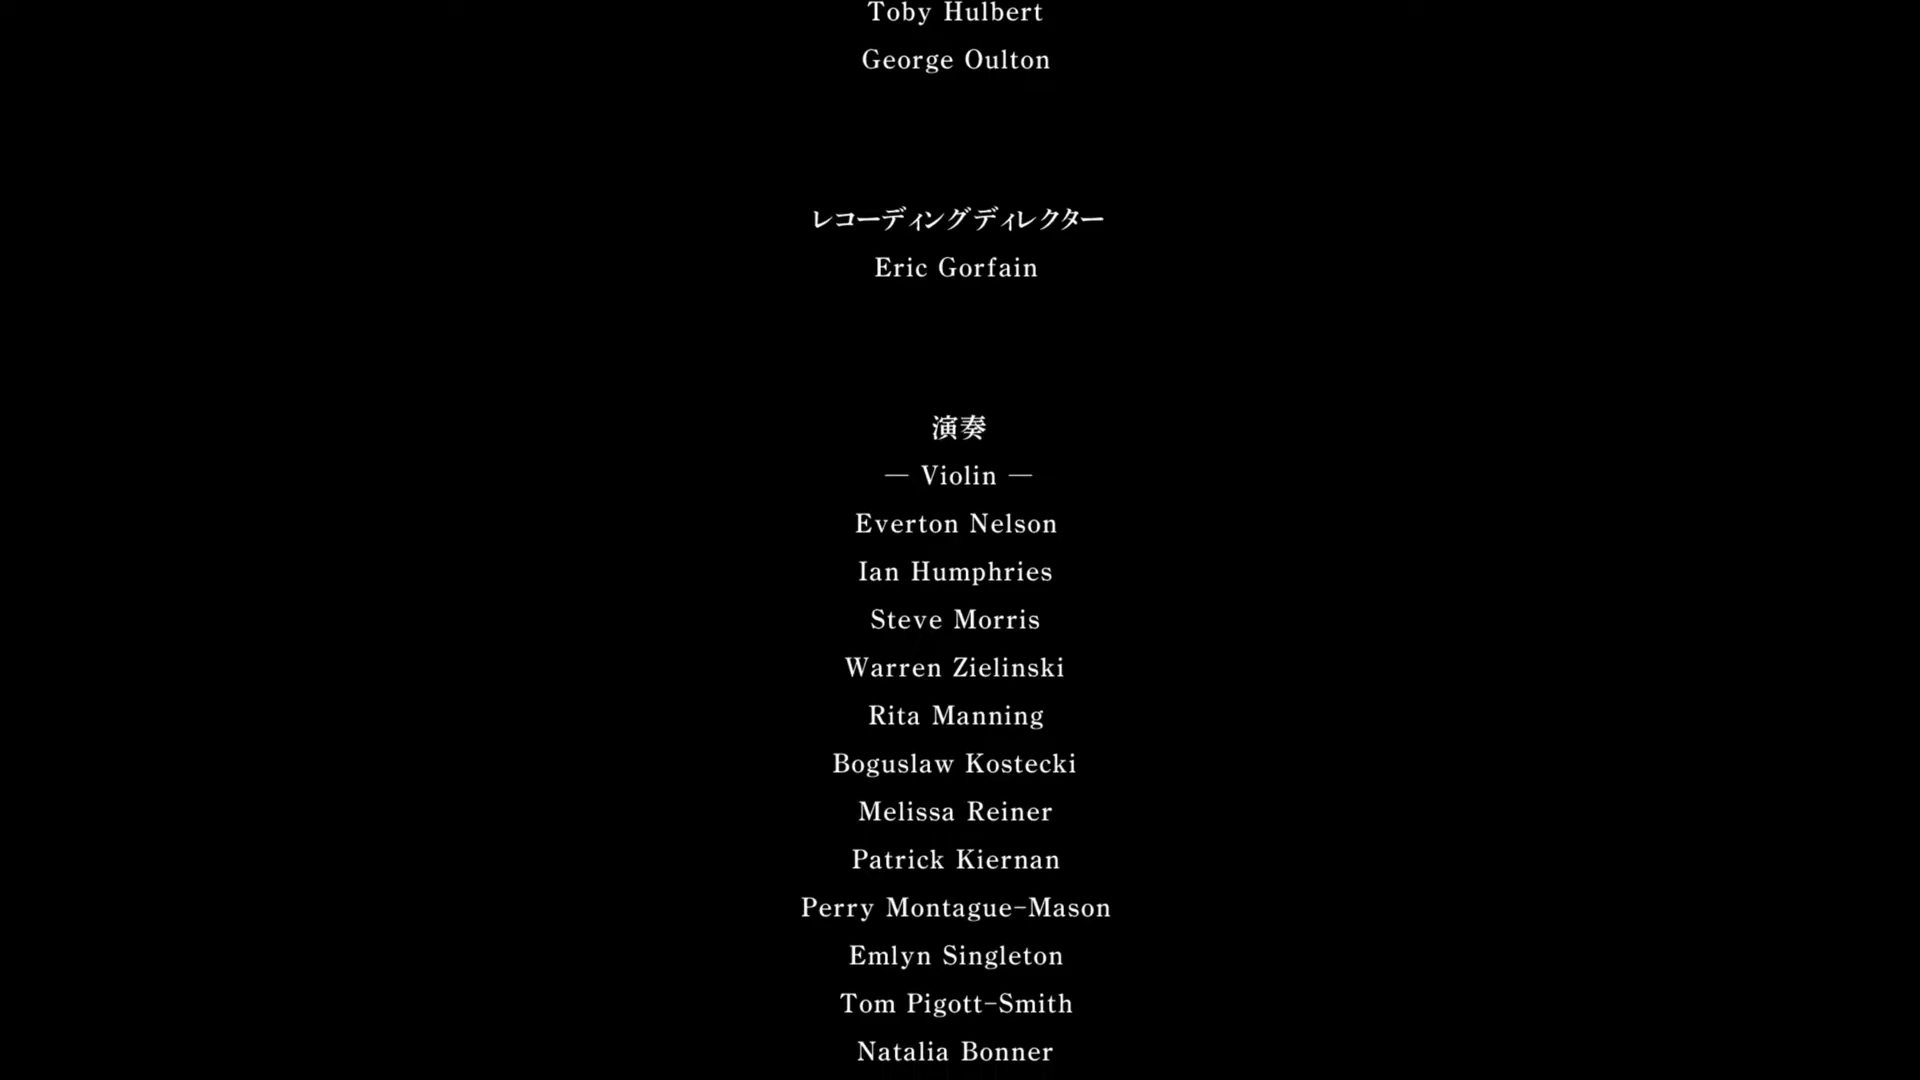 Toby Hulbert
George Oulton
レコーディングディレクター
Eric Gorfain
演奏
― Violin ―
Everton Nelson
Ian Humphries
Steve Morris
Warren Zielinski
Rita Manning
Boguslaw Kostecki
Melissa Reiner
Patrick Kiernan
Perry Montague-Mason
Emlyn Singleton
Tom Pigott-Smith
Natalia Bonner